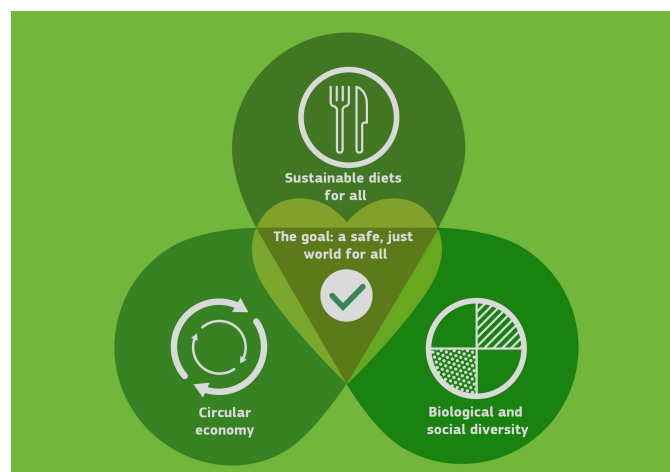 Sustainable diets
for all
The goal: a safe, just
world for all
Circular
economy
Biological and
social diversity